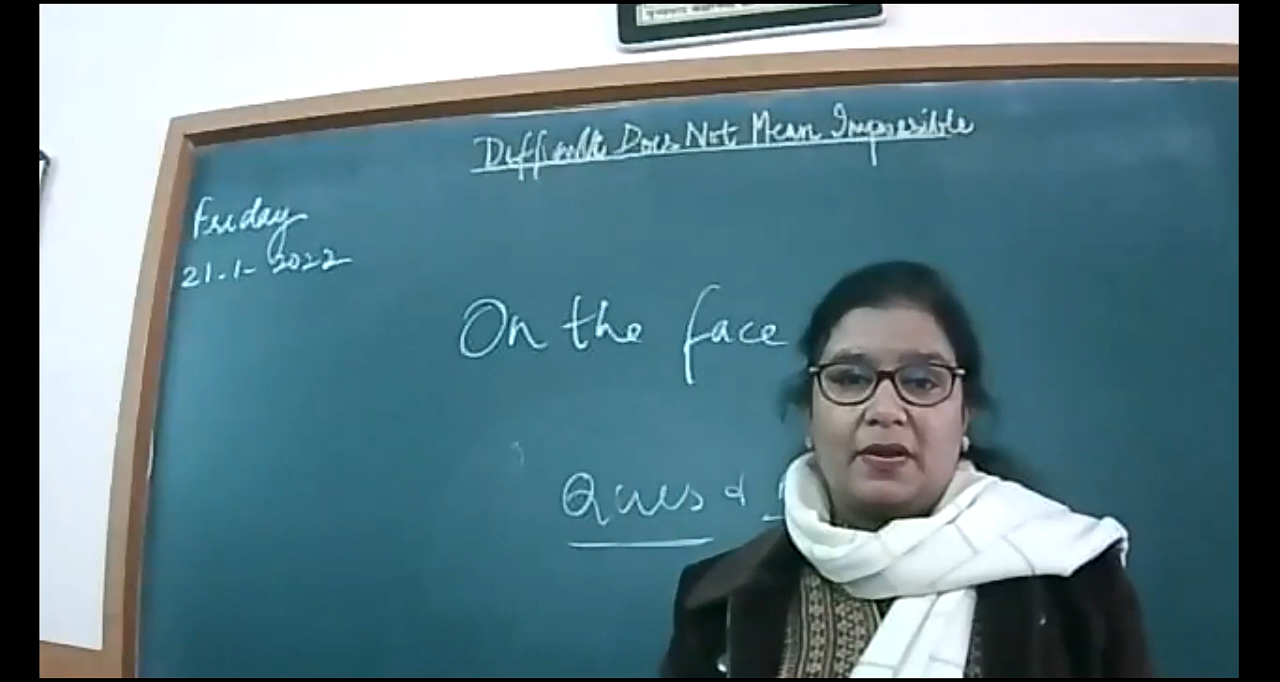 Difficult Does Not Mean Impossible
Friday
21-1-2022
On the face
Ques &